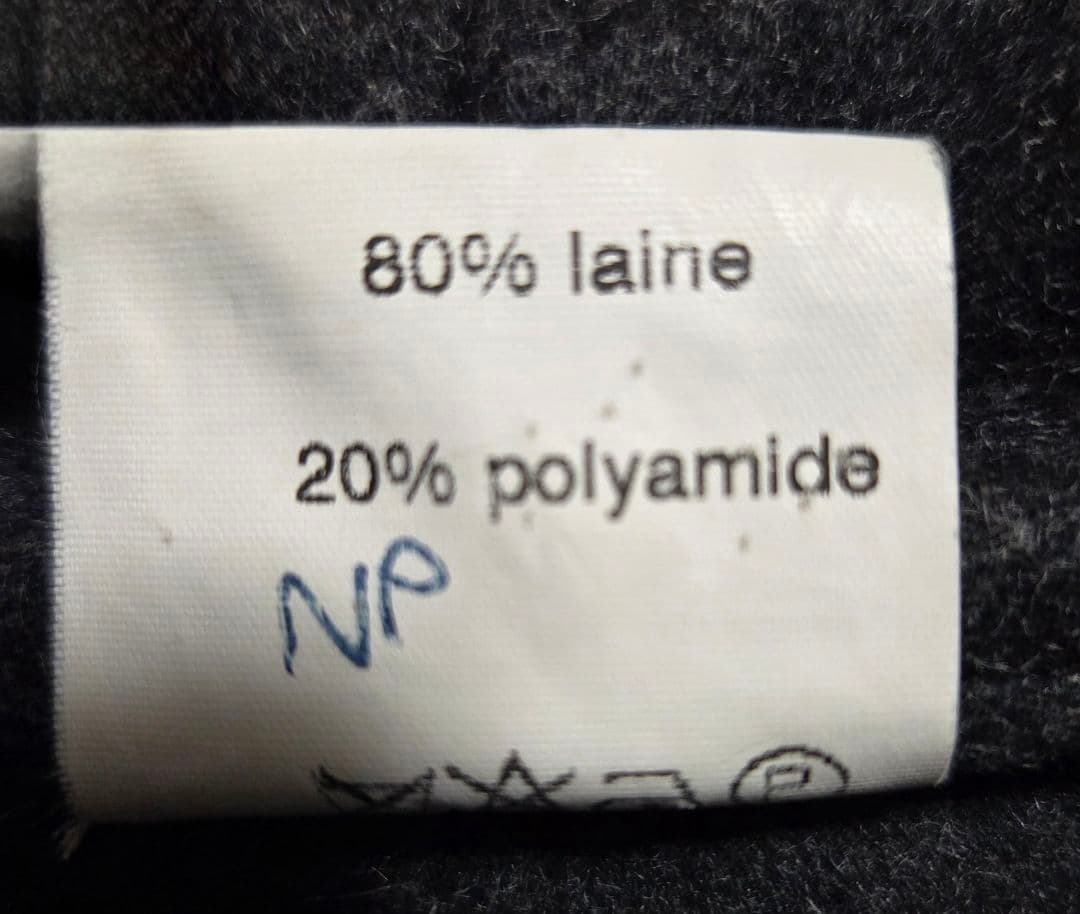 80% laine
20% polyamide
NP
P